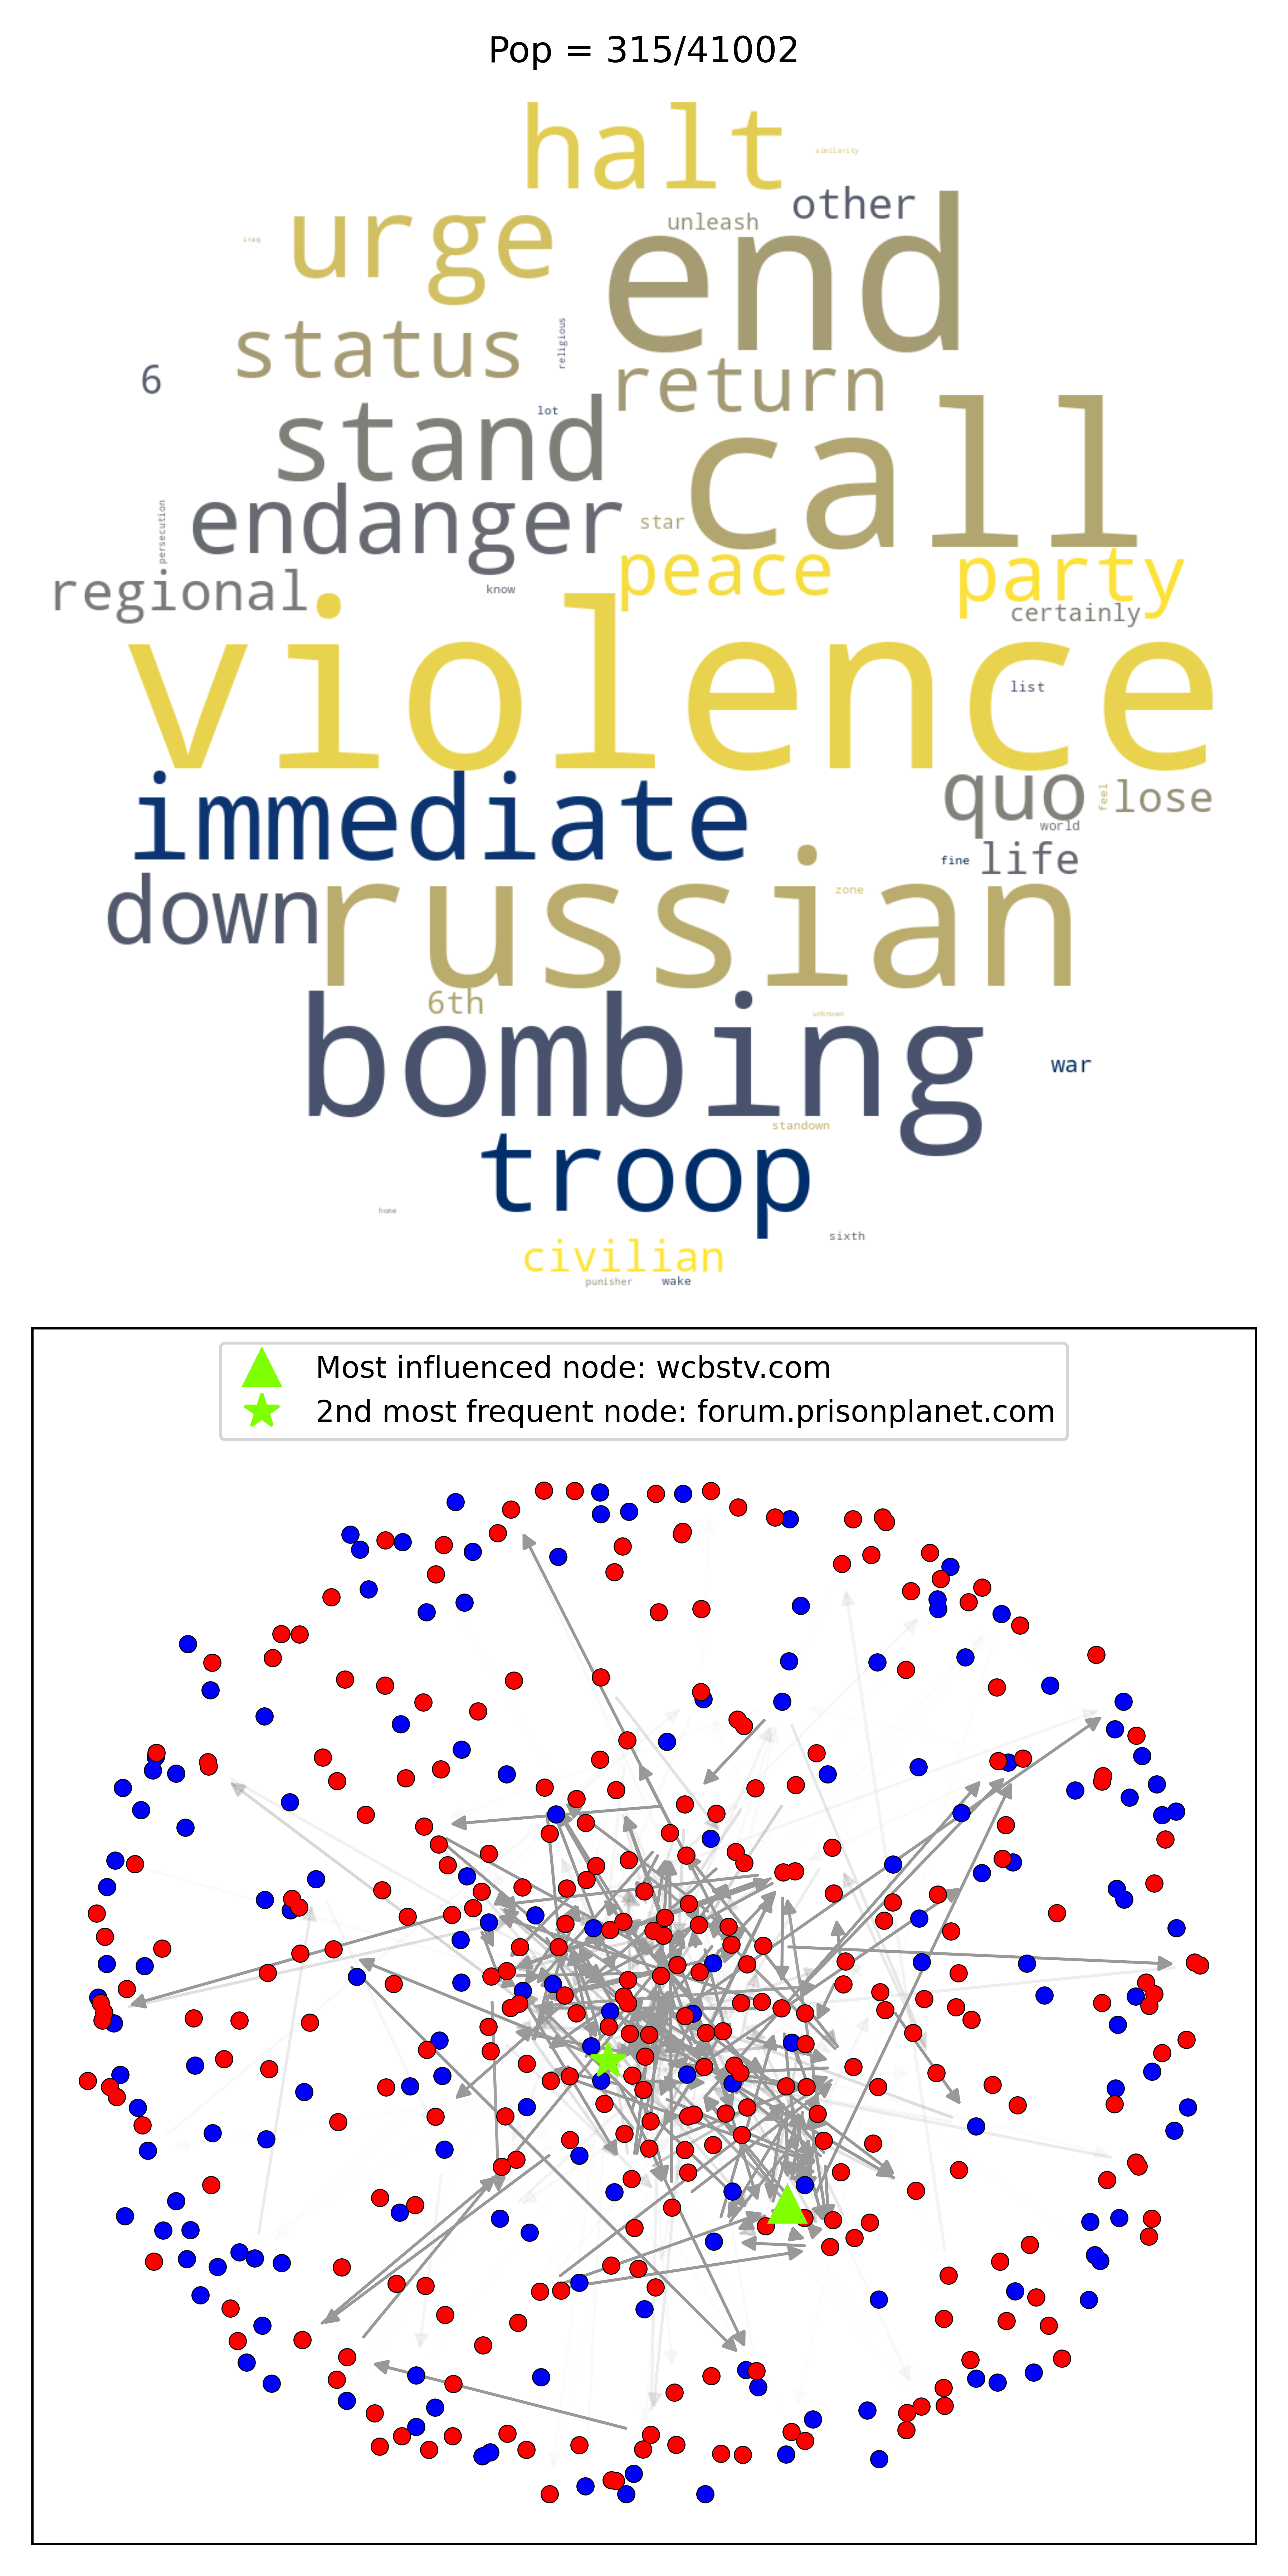 Pop = 315/41002
halt
similarity
other
urge
unleash
iraq
end
status
religious
6
return
lot
stand
call
endanger
star
persecution
peace
party
regional
know
certainly
violence
list
immediate
quo
feel
lose
world
fine
life
down
russian
zone
6th
unknown
bombing
war
standown
troop
home
sixth
civilian
punisher
wake
Most influenced node: wcbstv.com
2nd most frequent node: forum.prisonplanet.com